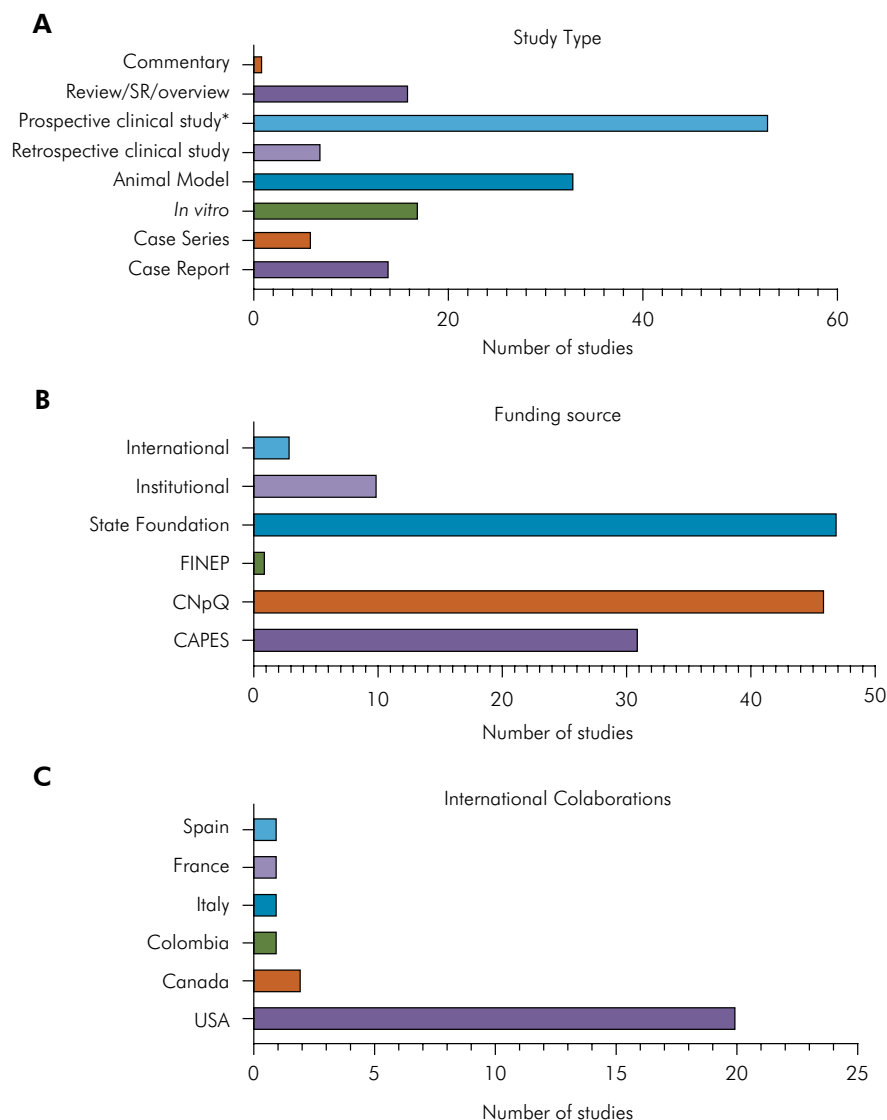 A
Study Type
Commentary
Review/SR/overview
Prospective clinical study*
Retrospective clinical study
Animal Model
In vitro
Case Series
Case Report
0 20 40 60
Number of studies
B
Funding source
International
Institutional
State Foundation
FINEP
CNpQ
CAPES
0 10 20 30 40 50
Number of studies
C
International Colaborations
Spain
France
Italy
Colombia
Canada
USA
0 5 10 15 20 25
Number of studies